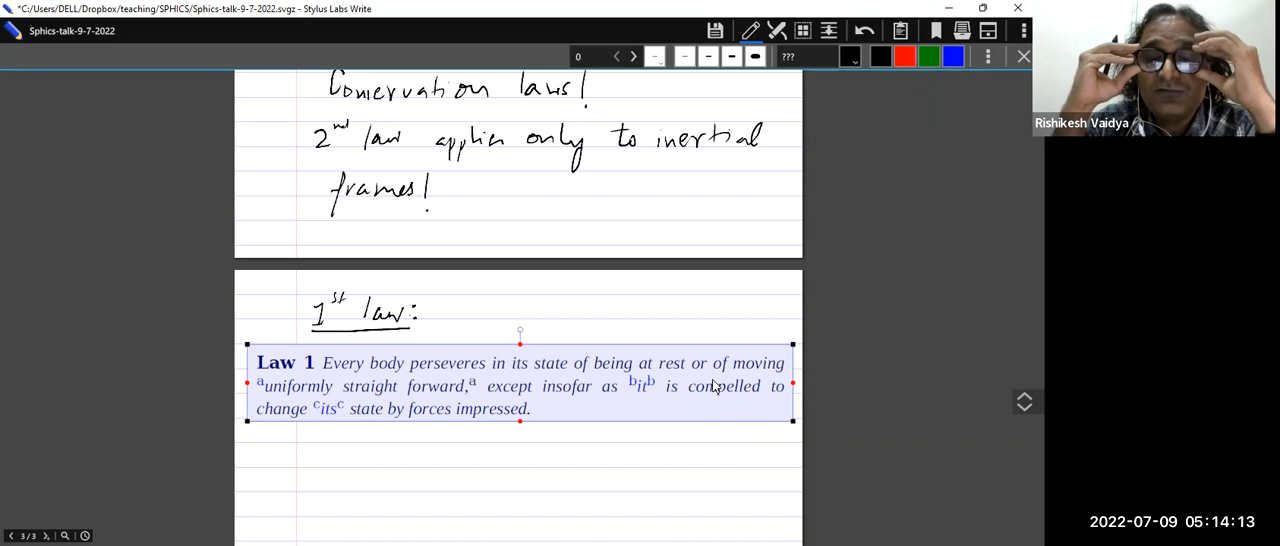 *C:/Users/DELL/Dropbox/teaching/SPHICS/Sphics-talk-9-7-2022.svgz - Stylus Labs Write
Sphics-talk-9-7-2022
0
???
Rishikesh Vaidya
Conservation laws!
2nd law applies only to inertial
frames!
1st law:
Law 1 Every body perseveres in its state of being at rest or of moving
auniformly straight forward,a except insofar as bitb is compelled to
change citsc state by forces impressed.
3/3
2022-07-09 05:14:13